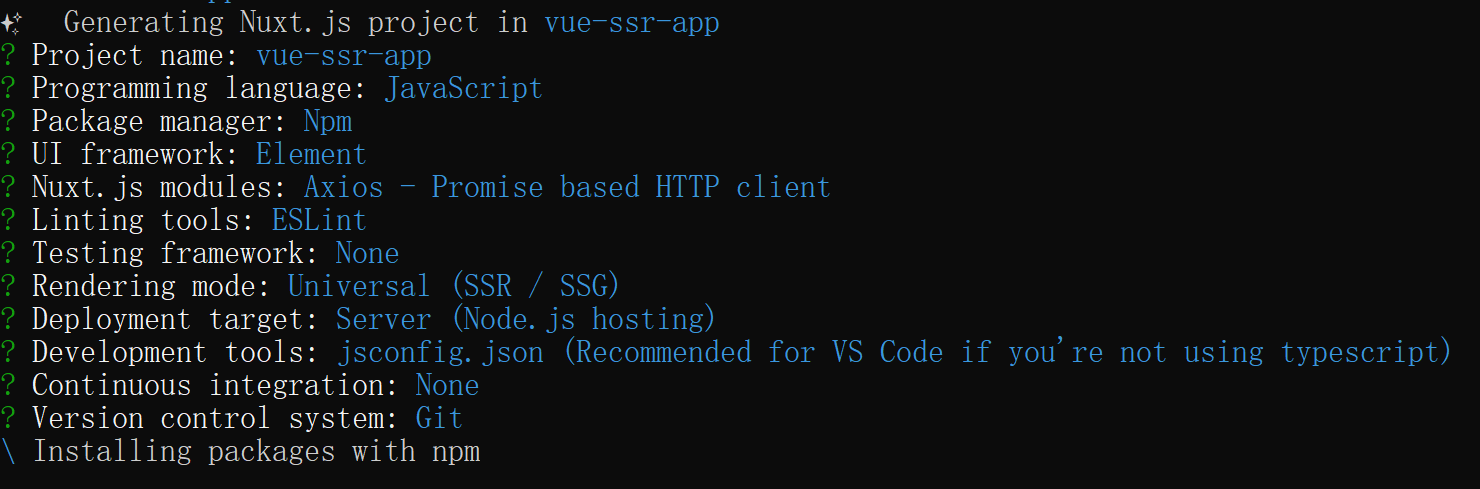 Generating Nuxt.js project in vue-ssr-app
? Project name: vue-ssr-app
? Programming language: JavaScript
? Package manager: Npm
? UI framework: Element
? Nuxt.js modules: Axios - Promise based HTTP client
? Linting tools: ESLint
? Testing framework: None
? Rendering mode: Universal (SSR / SSG)
? Deployment target: Server (Node.js hosting)
? Development tools: jsconfig.json (Recommended for VS Code if you're not using typescript)
? Continuous integration: None
? Version control system: Git
\ Installing packages with npm